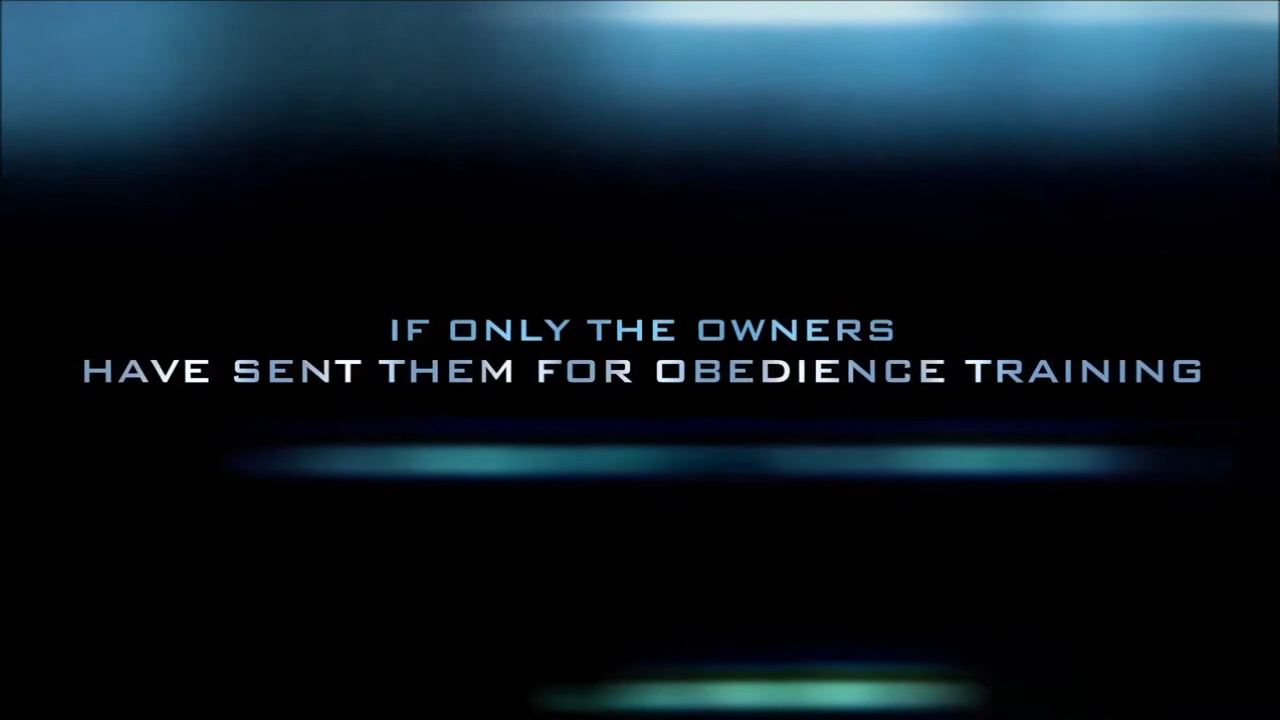 IF ONLY THE OWNERS
HAVE SENT THEM FOR OBEDIENCE TRAINING